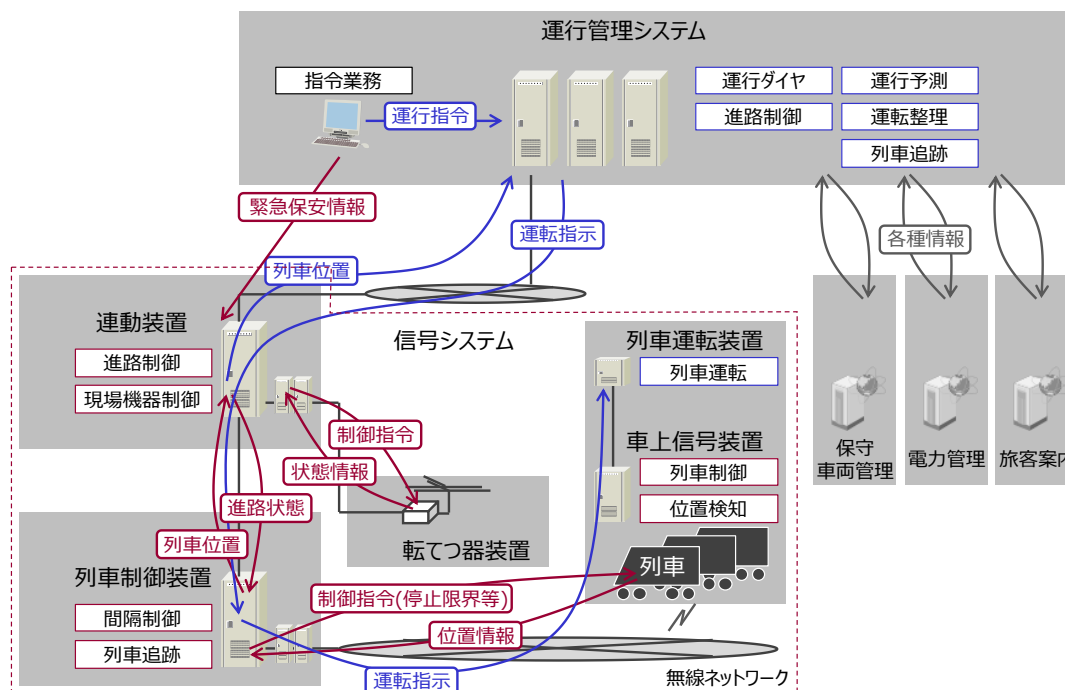 運行管理システム
指令業務
運行指令
運行ダイヤ
運行予測
進路制御
運転整理
列車追跡
緊急保安情報
運転指示
各種情報
列車位置
連動装置
進路制御
現場機器制御
信号システム
列車運転装置
列車運転
制御指令
状態情報
車上信号装置
列車制御
位置検知
保守
車両管理
電力管理
旅客案内
進路状態
列車位置
転てつ器装置
列車
列車制御装置
間隔制御
列車追跡
制御指令(停止限界等)
位置情報
運転指示
無線ネットワーク